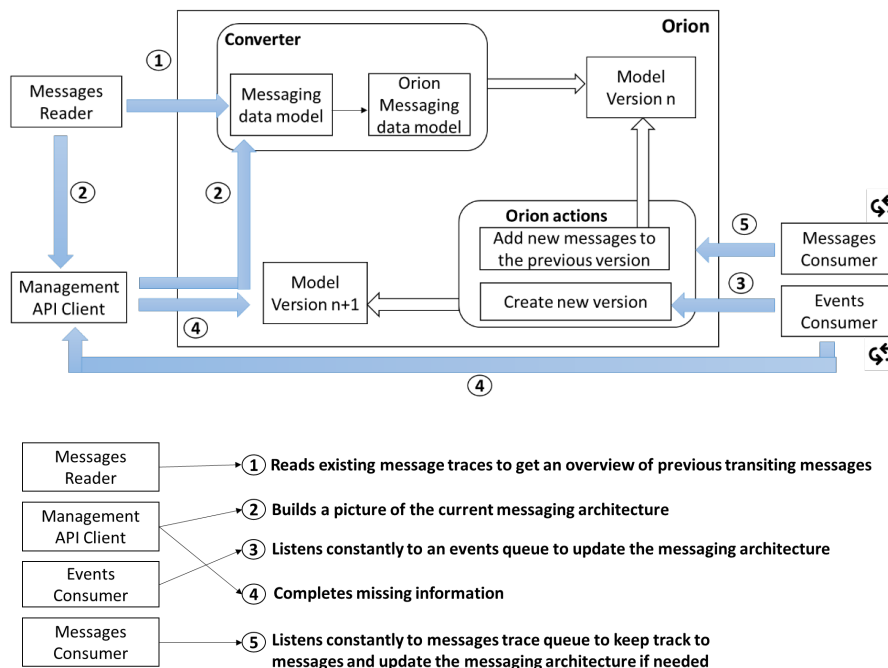 Orion
Converter
1
Messages
Reader
Messaging
data model
Orion
Messaging
data model
Model
Version n
2
2
Orion actions
Add new messages to
the previous version
5
Messages
Consumer
Management
API Client
Model
Version n+1
Create new version
3
Events
Consumer
4
4
Messages
Reader
1 Reads existing message traces to get an overview of previous transiting messages
Management
API Client
2 Builds a picture of the current messaging architecture
3 Listens constantly to an events queue to update the messaging architecture
Events
Consumer
4 Completes missing information
Messages
Consumer
5 Listens constantly to messages trace queue to keep track to
messages and update the messaging architecture if needed